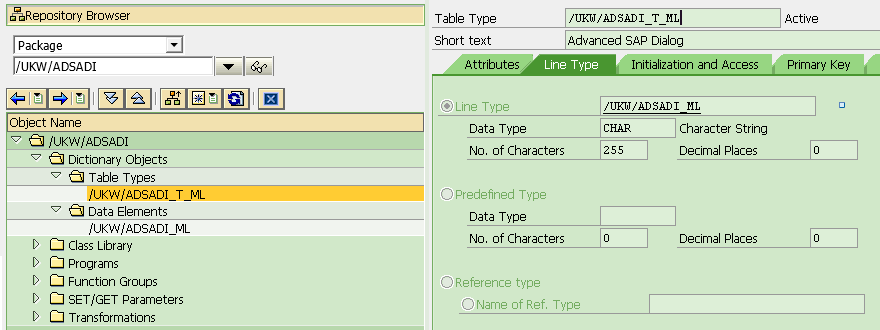 Repository Browser
Package
/UKW/ADSADI
Object Name
/UKW/ADSADI
Dictionary Objects
Table Types
/UKW/ADSADI_T_ML
Data Elements
/UKW/ADSADI_ML
Class Library
Programs
Function Groups
SET/GET Parameters
Transformations
Table Type /UKW/ADSADI_T_ML Active
Short text Advanced SAP Dialog
Attributes Line Type Initialization and Access Primary Key
Line Type /UKW/ADSADI_ML
Data Type CHAR Character String
No. of Characters 255 Decimal Places 0
Predefined Type
Data Type
No. of Characters 0 Decimal Places 0
Reference type
Name of Ref. Type